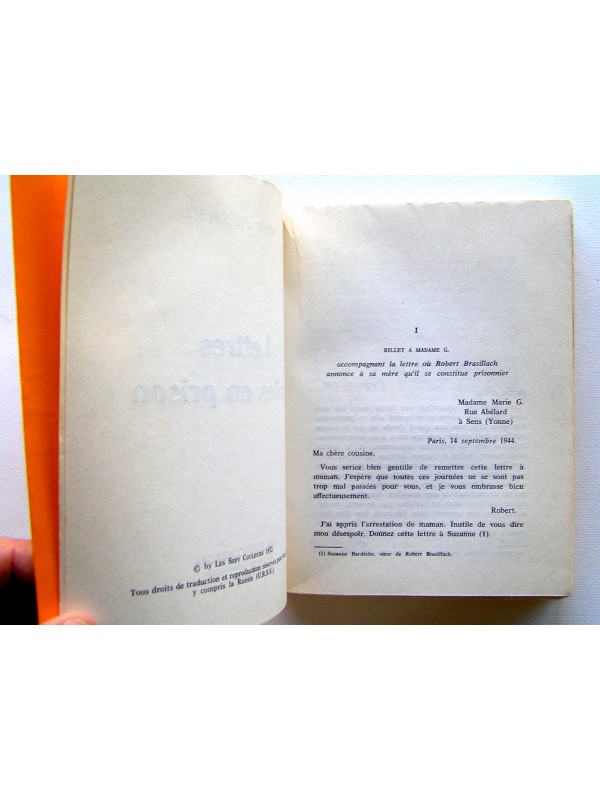 © by Les Sept Couleurs 1952
Tous droits de traduction et reproduction réservés pour
y compris la Russie (U.R.S.S.)
I
BILLET A MADAME G.
accompagnant la lettre où Robert Brasillach
annonce à sa mère qu'il se constitue prisonnier
Madame Marie G.
Rue Abélard
à Sens (Yonne)
Paris, 14 septembre 1944.
Ma chère cousine,
Vous seriez bien gentille de remettre cette lettre à
maman. J'espère que toutes ces journées ne se sont pas
trop mal passées pour vous, et je vous embrasse bien
affectueusement.
Robert.
J'ai appris l'arrestation de maman. Inutile de vous dire
mon désespoir. Donnez cette lettre à Suzanne (1).
(1) Suzanne Bardèche, sœur de Robert Brasillach.